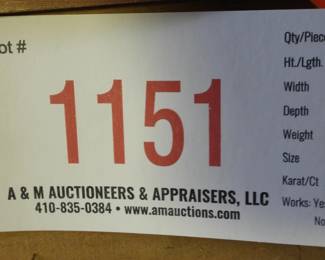 ot #
1151
A & M AUCTIONEERS & APPRAISERS, LLC
410-835-0384 • www.amauctions.com
Qty/Piece
Ht./Lgth.
Width
Depth
Weight
Size
Karat/Ct
Works: Yes
No